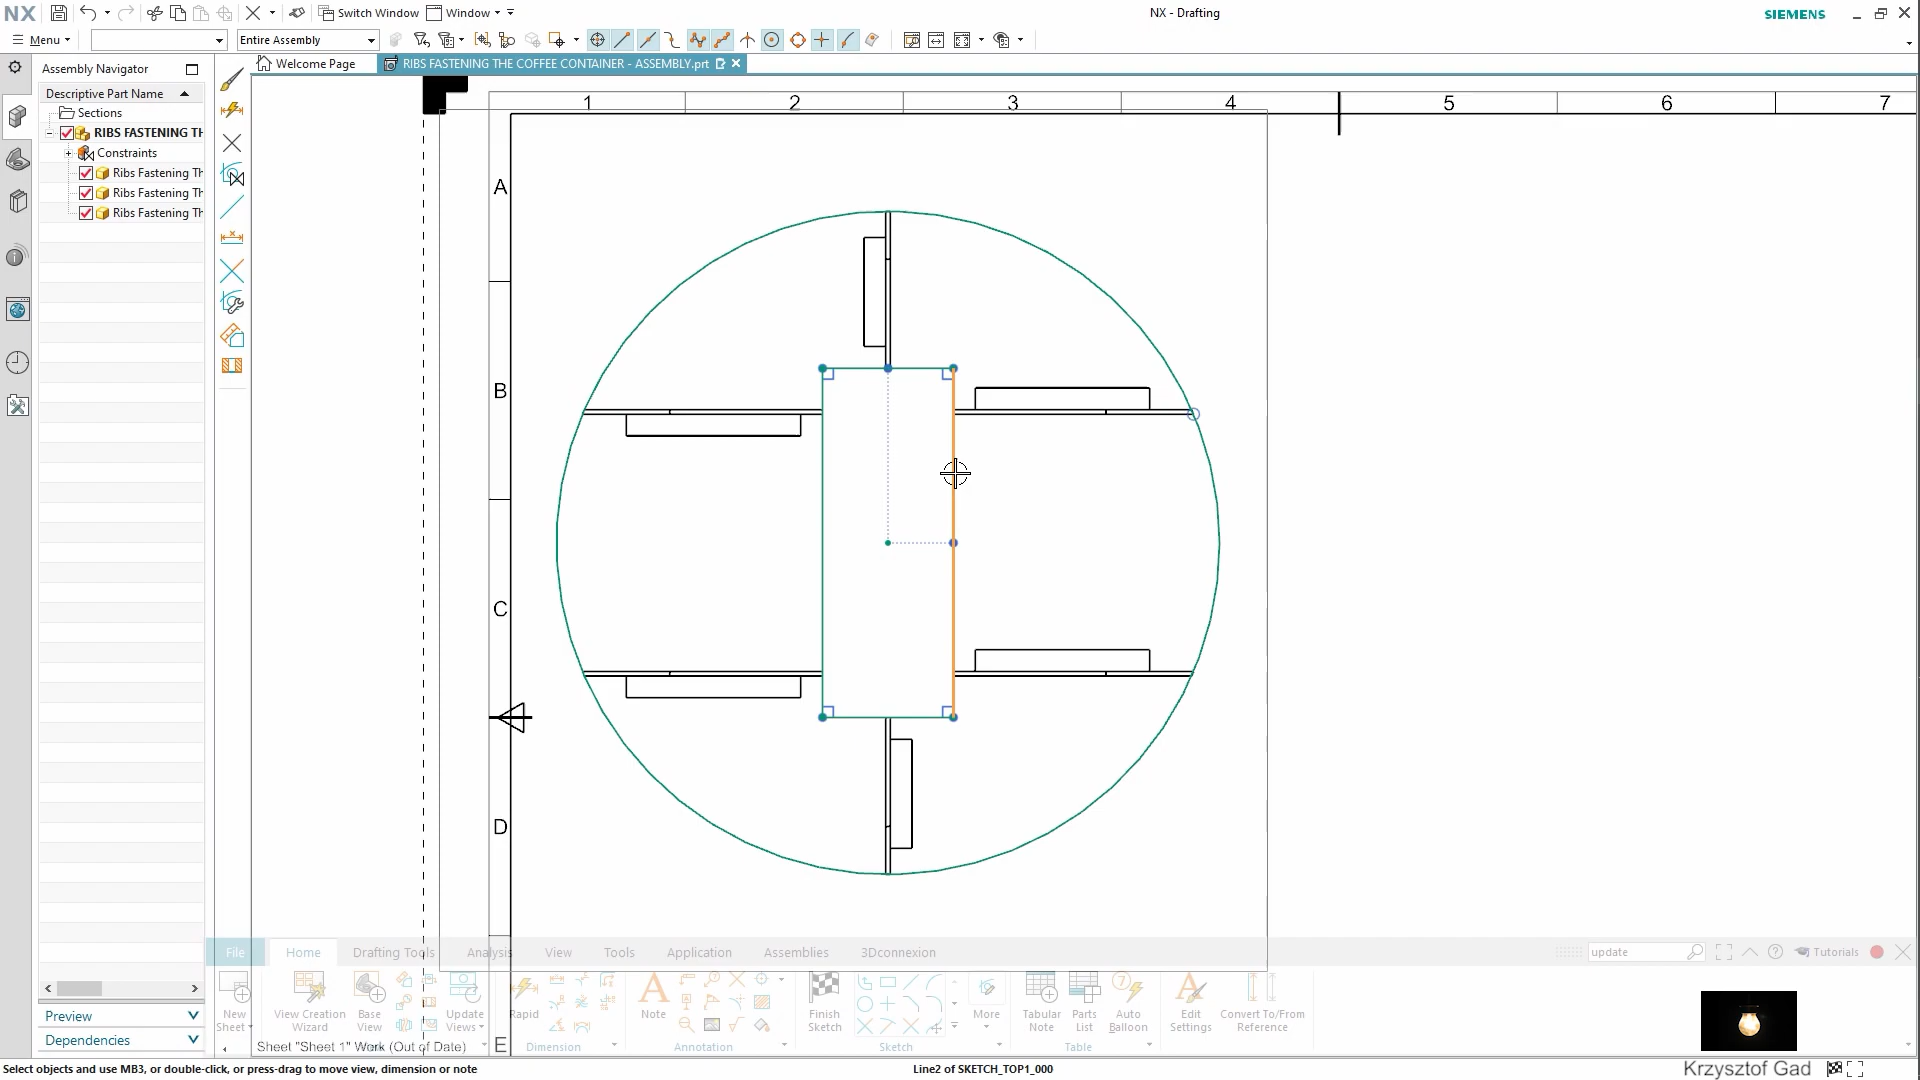 NX
Switch Window
Window
NX - Drafting
SIEMENS
Menu
Entire Assembly
Assembly Navigator
Welcome Page
RIBS FASTENING THE COFFEE CONTAINER - ASSEMBLY.prt
Descriptive Part Name
Sections
RIBS FASTENING TH
Constraints
Ribs Fastening Th
Ribs Fastening Th
Ribs Fastening Th
1
2
3
4
5
6
7
A
B
C
D
E
File
Home
Drafting Tools
Analysis
View
Tools
Application
Assemblies
3Dconnexion
update
Tutorials
New
Sheet
View Creation
Wizard
Base
View
Update
Views
Rapid
Note
Finish
Sketch
More
Tabular
Note
Parts
List
Auto
Balloon
Edit
Settings
Convert To/From
Reference
Dimension
Annotation
Sketch
Table
Preview
Dependencies
Sheet "Sheet 1" Work (Out of Date)
Select objects and use MB3, or double-click, or press-drag to move view, dimension or note
Line2 of SKETCH_TOP1_000
Krzysztof Gad